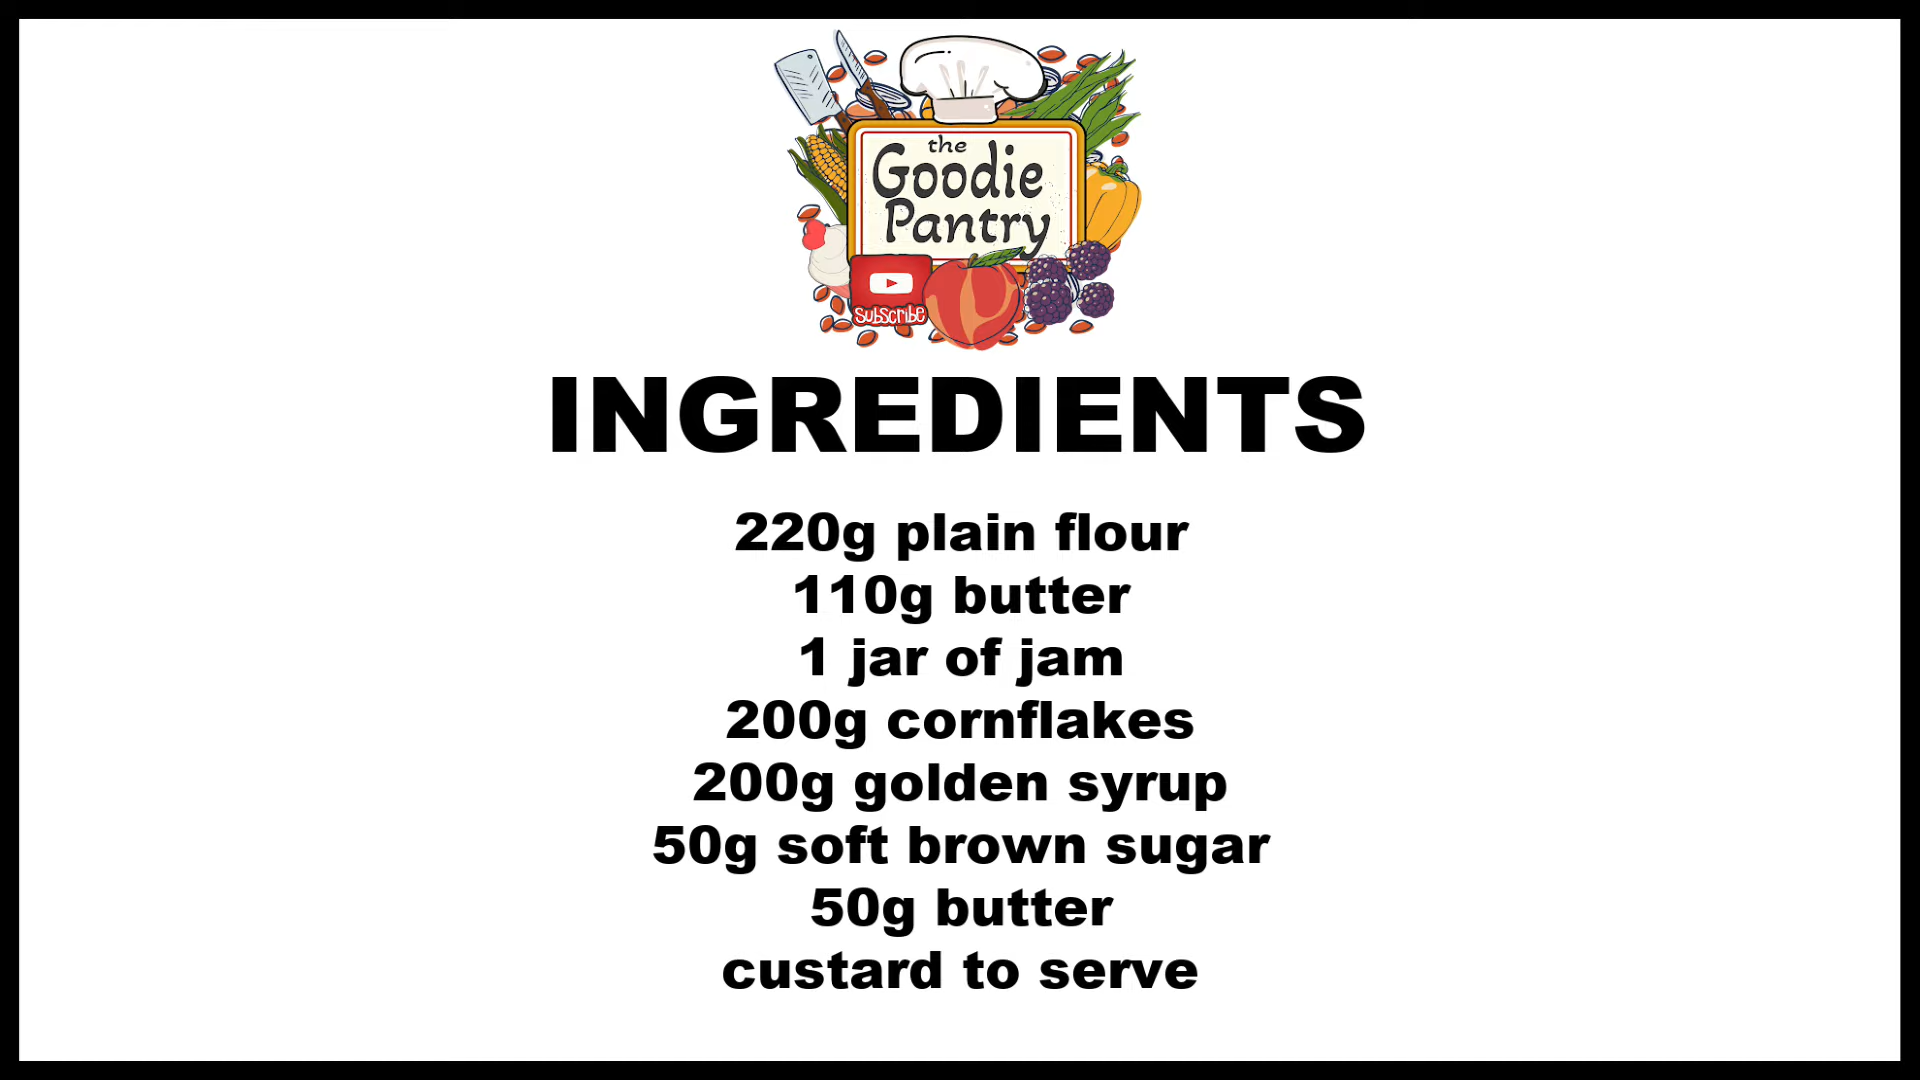 the
Goodie
Pantry
Subscribe
INGREDIENTS
220g plain flour
110g butter
1 jar of jam
200g cornflakes
200g golden syrup
50g soft brown sugar
50g butter
custard to serve